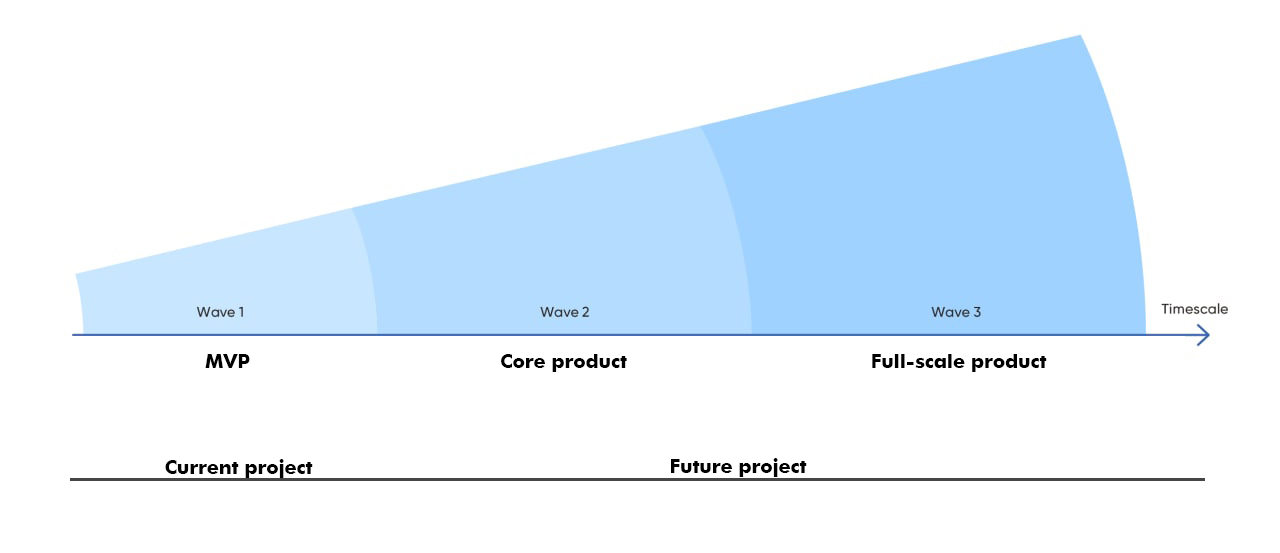 Wave 1
Wave 2
Wave 3
Timescale
MVP
Core product
Full-scale product
Current project
Future project